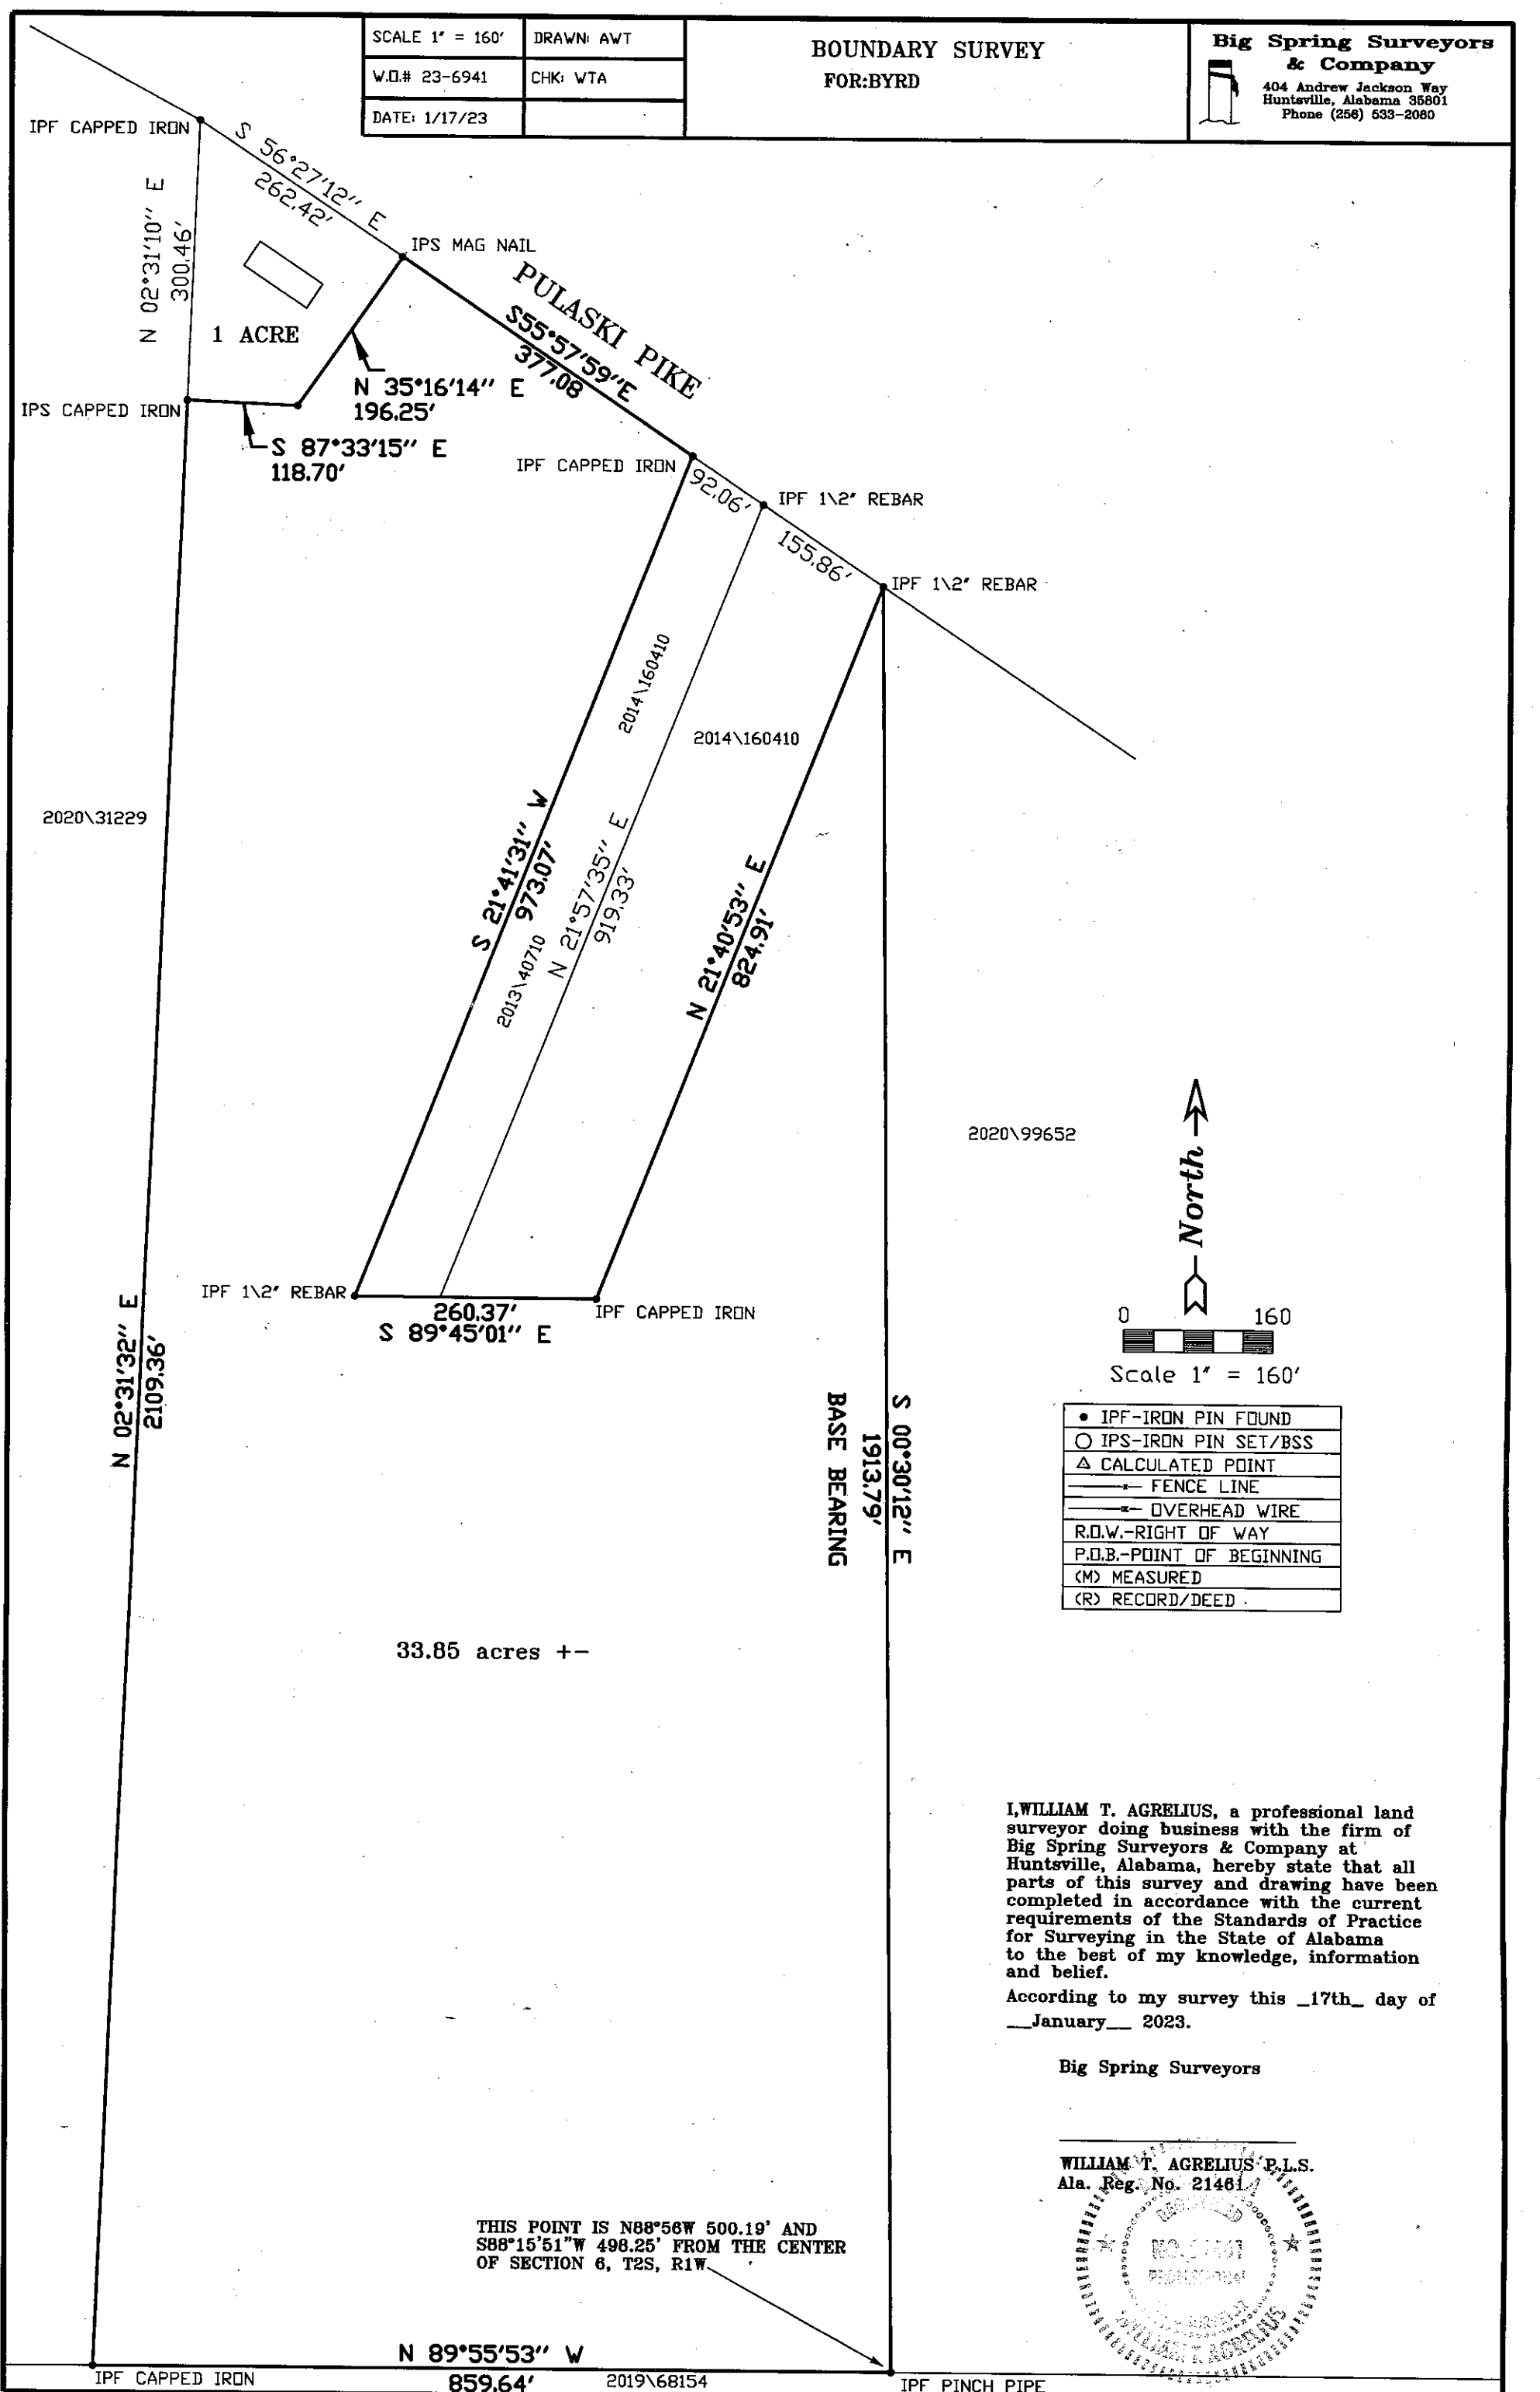 SCALE 1" = 160'
DRAWN: AWT
W.O.# 23-6941
CHK: WTA
DATE: 1/17/23
BOUNDARY SURVEY
FOR:BYRD
Big Spring Surveyors
& Company
404 Andrew Jackson Way
Huntsville, Alabama 35801
Phone (256) 533-2080
IPF CAPPED IRON
S 56°27'12" E
262.42'
N 02°31'10" E
300.46'
IPS MAG NAIL
PULASKI PIKE
S55°57'59"E
377.08
1 ACRE
N 35°16'14" E
196.25'
IPS CAPPED IRON
S 87°33'15" E
118.70'
IPF CAPPED IRON
92.06'
IPF 1\2" REBAR
155.86'
IPF 1\2" REBAR
2014\160410
2014\160410
2020\31229
S 21°41'31" W
973.07'
N 21°57'35" E
919.33'
2013\40710
N 21°40'53" E
824.91'
2020\99652
North
IPF 1\2" REBAR
260.37'
S 89°45'01" E
IPF CAPPED IRON
N 02°31'32" E
2109.36'
0 160
Scale 1" = 160'
S 00°30'12" E
1913.79'
BASE BEARING
IPF-IRON PIN FOUND
IPS-IRON PIN SET/BSS
CALCULATED POINT
FENCE LINE
OVERHEAD WIRE
R.O.W.-RIGHT OF WAY
P.O.B.-POINT OF BEGINNING
(M) MEASURED
(R) RECORD/DEED
33.85 acres +-
I,WILLIAM T. AGRELIUS, a professional land
surveyor doing business with the firm of
Big Spring Surveyors & Company at
Huntsville, Alabama, hereby state that all
parts of this survey and drawing have been
completed in accordance with the current
requirements of the Standards of Practice
for Surveying in the State of Alabama
to the best of my knowledge, information
and belief.
According to my survey this _17th_ day of
__January__ 2023.
Big Spring Surveyors
WILLIAM T. AGRELIUS P.L.S.
Ala. Reg. No. 21461
NO. 21461
PROFESSIONAL
WILLIAM T. AGRELIUS
THIS POINT IS N88°56W 500.19' AND
S88°15'51"W 498.25' FROM THE CENTER
OF SECTION 6, T2S, R1W
N 89°55'53" W
IPF CAPPED IRON
859.64'
2019\68154
IPF PINCH PIPE